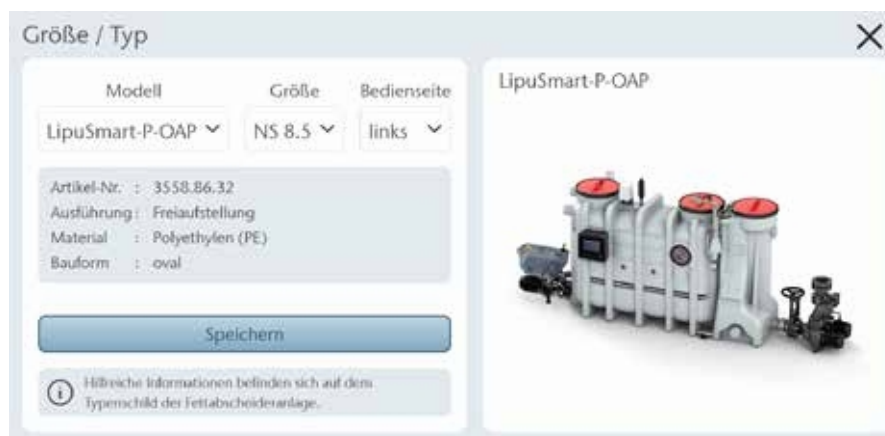 Größe / Typ
Modell Größe Bedienseite
LipuSmart-P-OAP NS 8.5 links
Artikel-Nr. : 3558.86.32
Ausführung : Freiaufstellung
Material : Polyethylen (PE)
Bauform : oval
Speichern
Hilfreiche Informationen befinden sich auf dem
Typenschild der Fettabscheideranlage.
LipuSmart-P-OAP